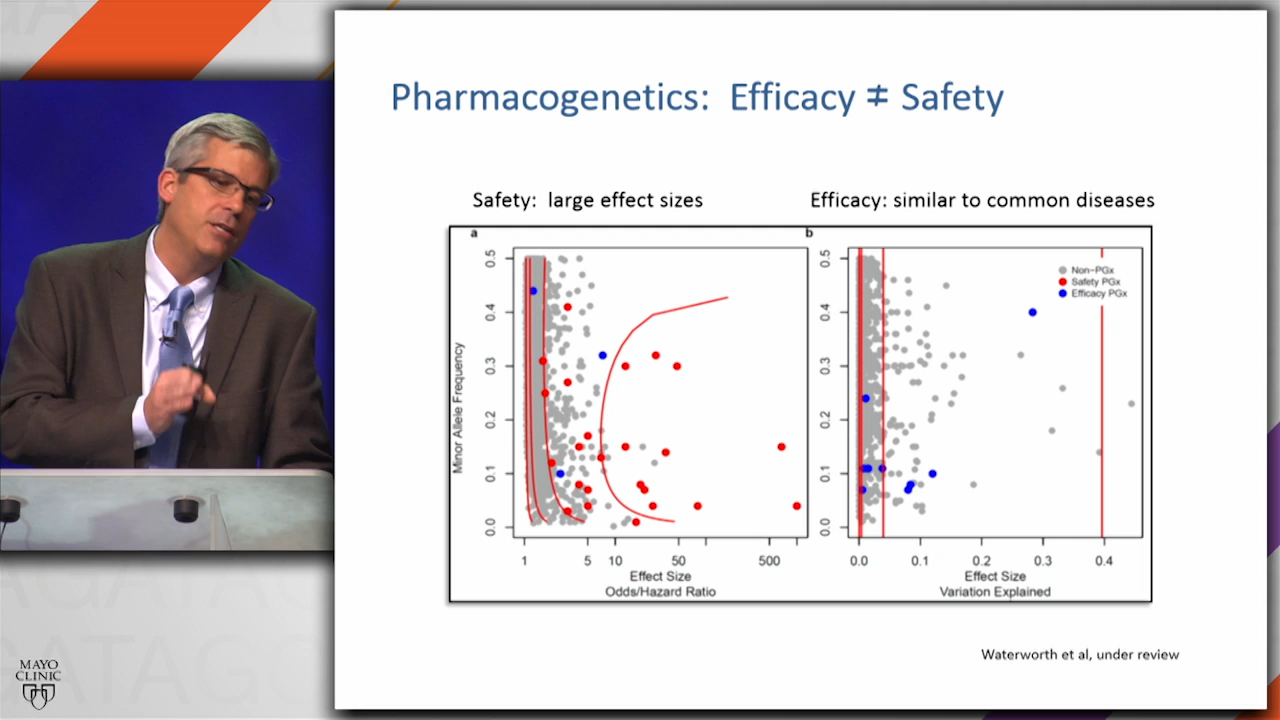 Pharmacogenetics: Efficacy ≠ Safety
Safety: large effect sizes
Efficacy: similar to common diseases
a
b
Minor Allele Frequency
0.5
0.4
0.3
0.2
0.1
0.0
1
5
10
50
500
Effect Size
Odds/Hazard Ratio
0.5
0.4
0.3
0.2
0.1
0.0
Non-PGx
Safety PGx
Efficacy PGx
0.0
0.1
0.2
0.3
0.4
Effect Size
Variation Explained
Waterworth et al, under review
MAYO
CLINIC